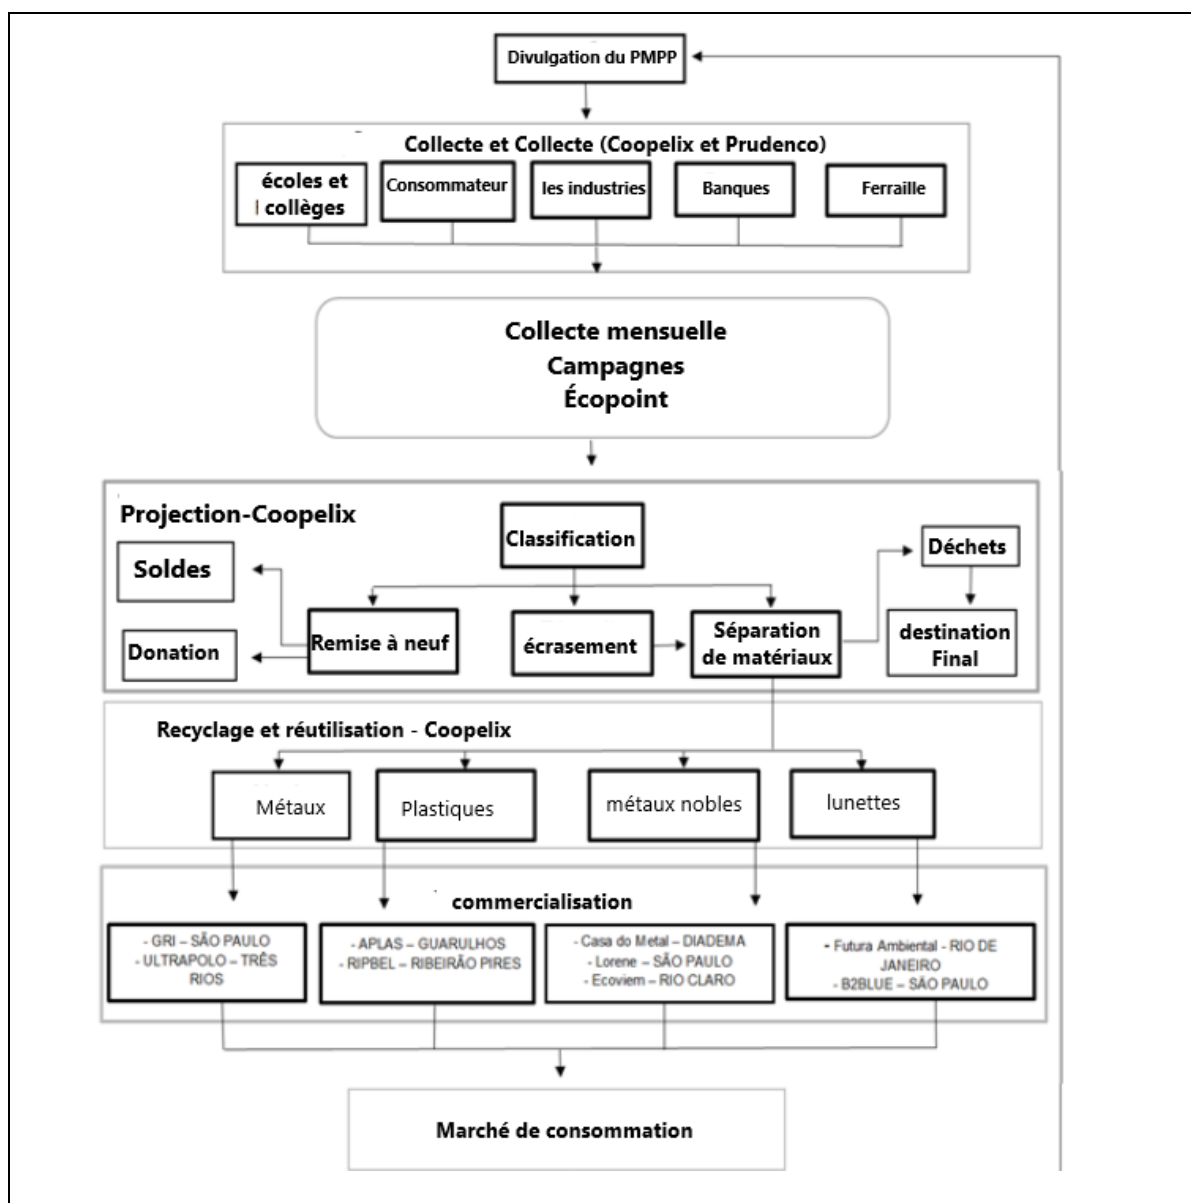 Divulgation du PMPP
Collecte et Collecte (Coopelix et Prudenco)
écoles et
collèges
Consommateur
les industries
Banques
Ferraille
Collecte mensuelle
Campagnes
Écopoint
Projection-Coopelix
Classification
Soldes
Déchets
Remise à neuf
écrasement
Séparation
de matériaux
Donation
destination
Final
Recyclage et réutilisation - Coopelix
Métaux
Plastiques
métaux nobles
lunettes
commercialisation
- GRI – SÃO PAULO
- ULTRAPOLO – TRÊS
RIOS
- APLAS – GUARULHOS
- RIPBEL – RIBEIRÃO PIRES
- Casa do Metal – DIADEMA
- Lorene – SÃO PAULO
- Ecoviem – RIO CLARO
- Futura Ambiental - RIO DE
JANEIRO
- B2BLUE – SÃO PAULO
Marché de consommation